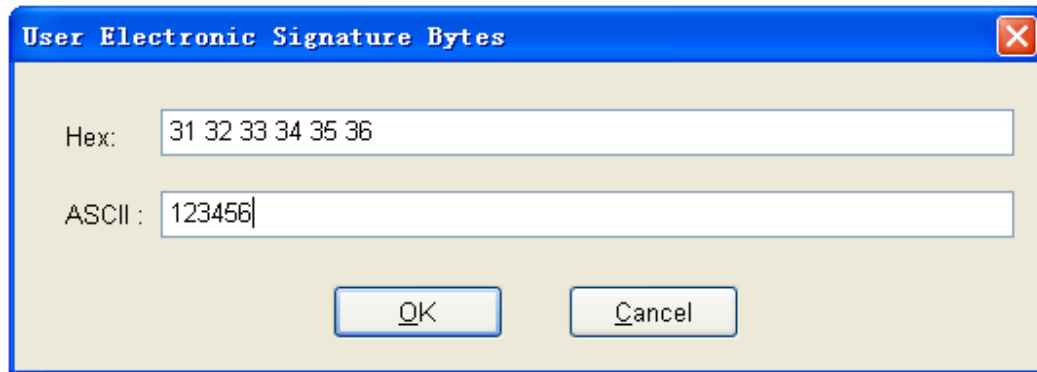 User Electronic Signature Bytes
Hex: 31 32 33 34 35 36
ASCII : 123456
OK Cancel